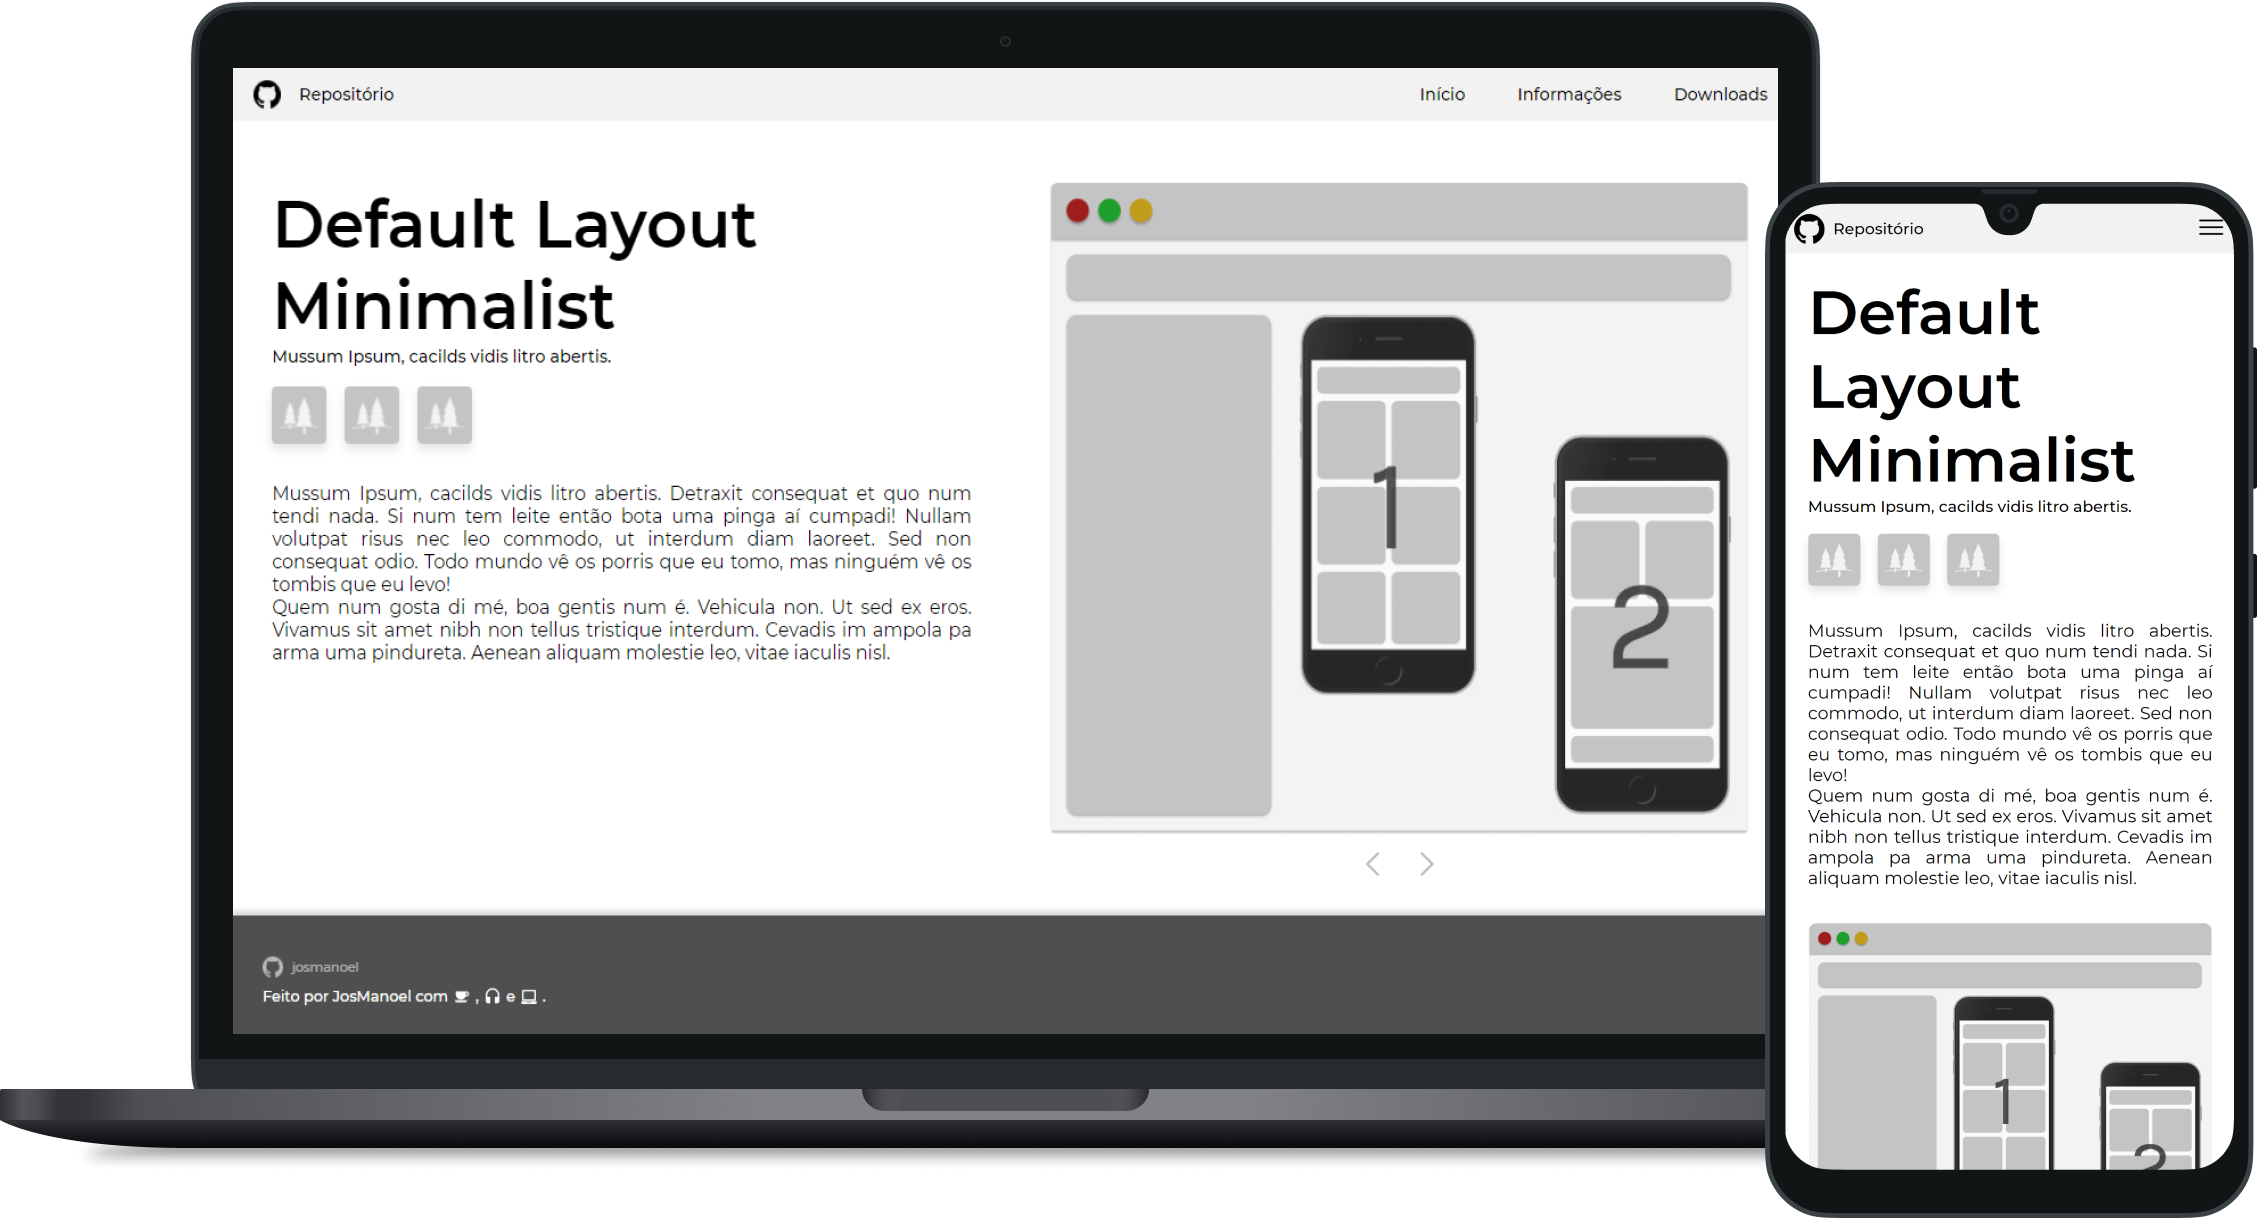 Repositório
Início Informações Downloads
Default Layout
Minimalist
Mussum Ipsum, cacilds vidis litro abertis.
Mussum Ipsum, cacilds vidis litro abertis. Detraxit consequat et quo num
tendi nada. Si num tem leite então bota uma pinga aí cumpadi! Nullam
volutpat risus nec leo commodo, ut interdum diam laoreet. Sed non
consequat odio. Todo mundo vê os porris que eu tomo, mas ninguém vê os
tombis que eu levo!
Quem num gosta di mé, boa gentis num é. Vehicula non. Ut sed ex eros.
Vivamus sit amet nibh non tellus tristique interdum. Cevadis im ampola pa
arma uma pindureta. Aenean aliquam molestie leo, vitae iaculis nisl.
1
2
josmanoel
Feito por JosManoel com , e .
Repositório
Default
Layout
Minimalist
Mussum Ipsum, cacilds vidis litro abertis.
Mussum Ipsum, cacilds vidis litro abertis.
Detraxit consequat et quo num tendi nada. Si
num tem leite então bota uma pinga aí
cumpadi! Nullam volutpat risus nec leo
commodo, ut interdum diam laoreet. Sed non
consequat odio. Todo mundo vê os porris que
eu tomo, mas ninguém vê os tombis que eu
levo!
Quem num gosta di mé, boa gentis num é.
Vehicula non. Ut sed ex eros. Vivamus sit amet
nibh non tellus tristique interdum. Cevadis im
ampola pa arma uma pindureta. Aenean
aliquam molestie leo, vitae iaculis nisl.
1
2